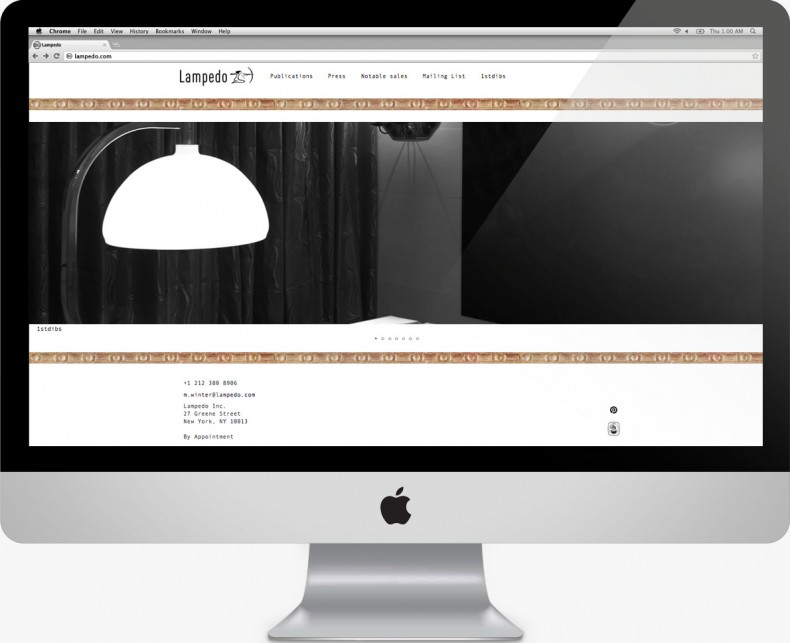 Chrome File Edit View History Bookmarks Window Help Thu 1:00 AM
Lampedo
lampedo.com
Lampedo Publications Press Notable sales Mailing List 1stdibs
1stdibs
+1 212 380 8906
m.winter@lampedo.com
Lampedo Inc.
27 Greene Street
New York, NY 10013
By Appointment